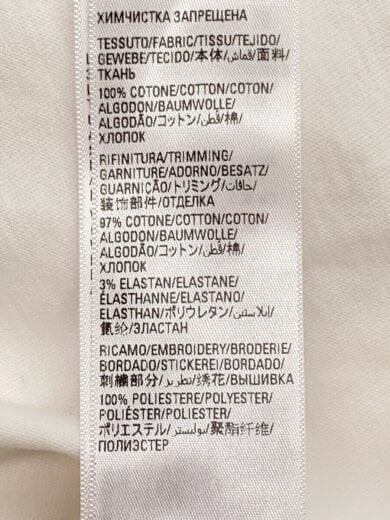 ХИМЧИСТКА ЗАПРЕЩЕНА
TESSUTO/FABRIC/TISSU/TEJIDO/
GEWEBE/TECIDO/本体/قماش/面料/
ТКАНЬ
100% COTONE/COTTON/COTON/
ALGODON/BAUMWOLLE/
ALGODÃO/コットン/قطن/棉/
ХЛОПОК
RIFINITURA/TRIMMING/
GARNITURE/ADORNO/BESATZ/
GUARNIÇÃO/トリミング/حافات/
装饰部件/ОТДЕЛКА
97% COTONE/COTTON/COTON/
ALGODON/BAUMWOLLE/
ALGODÃO/コットン/قطن/棉/
ХЛОПОК
3% ELASTAN/ELASTANE/
ÉLASTHANNE/ELASTANO/
ELASTHAN/ポリウレタン/ايلاستين/
氨纶/ЭЛАСТАН
RICAMO/EMBROIDERY/BRODERIE/
BORDADO/STICKEREI/BORDADO/
刺繍部分/تطريز/绣花/ВЫШИВКА
100% POLIESTERE/POLYESTER/
POLIÉSTER/POLYESTER/
ポリエステル/بوليستر/聚酯纤维/
ПОЛИЭСТЕР